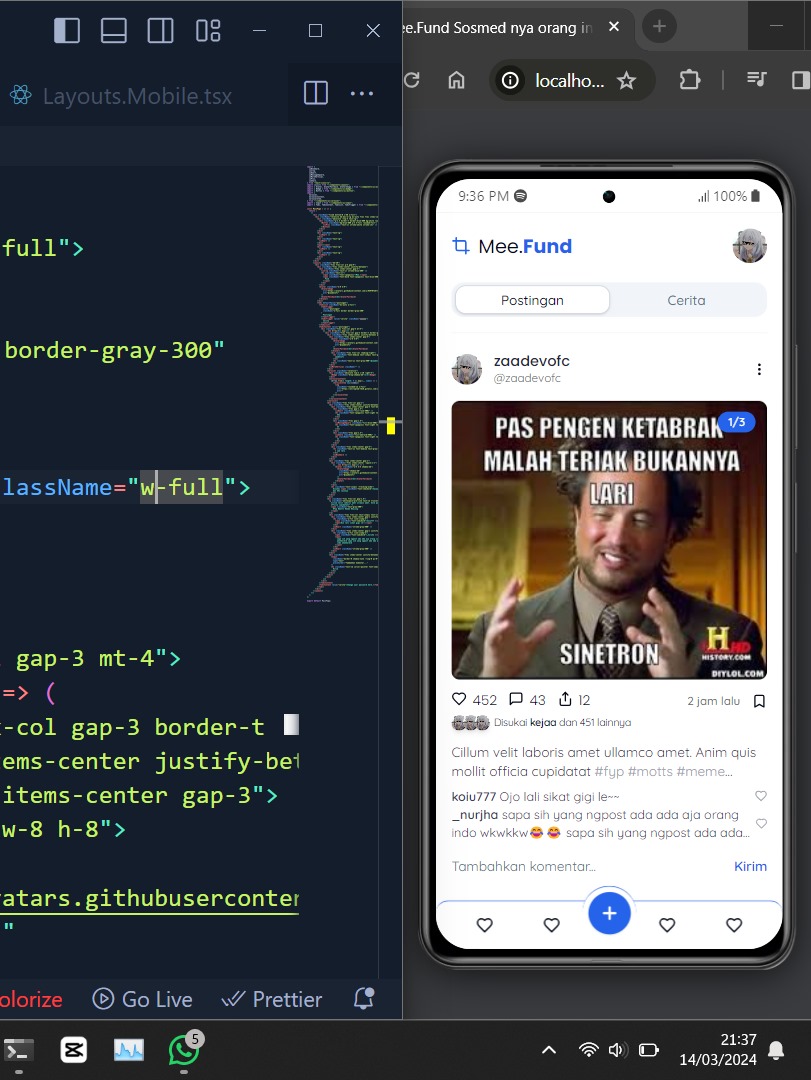 ee.Fund Sosmed nya orang in
Layouts.Mobile.tsx
localho...
full">
border-gray-300"
lassName="w-full">
gap-3 mt-4">
=> (
-col gap-3 border-t
ems-center justify-bet
items-center gap-3">
w-8 h-8">
atars.githubuserconten
"
olorize
Go Live
Prettier
9:36 PM
100%
Mee.Fund
Postingan
Cerita
zaadevofc
@zaadevofc
1/3
PAS PENGEN KETABRAK
MALAH TERIAK BUKANNYA
LARI
SINETRON
H HD
HISTORY.COM
DIYLOL.COM
452
43
12
2 jam lalu
Disukai kejaa dan 451 lainnya
Cillum velit laboris amet ullamco amet. Anim quis
mollit officia cupidatat #fyp #motts #meme...
koiu777 Ojo lali sikat gigi le~~
_nurjha sapa sih yang ngpost ada ada aja orang
indo wkwkkw😂 😂 sapa sih yang ngpost ada ada...
Tambahkan komentar...
Kirim
5
21:37
14/03/2024